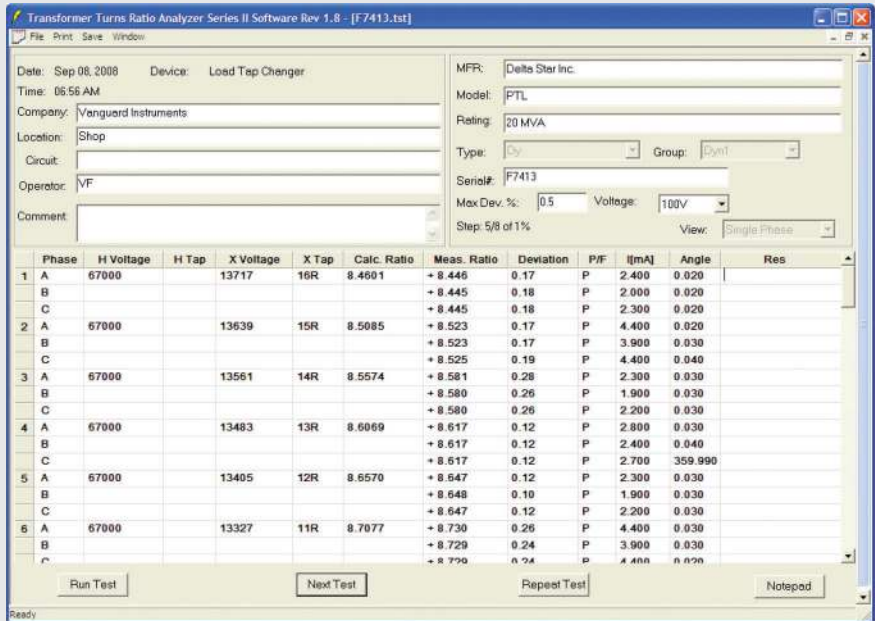 Transformer Turns Ratio Analyzer Series II Software Rev 1.8 - [F7413.tst]
File Print Save Window
Date: Sep 08, 2008 Device: Load Tap Changer
Time: 06:56 AM
Company: Vanguard Instruments
Location: Shop
Circuit:
Operator: VF
Comment:
MFR: Delta Star Inc.
Model: PTL
Rating: 20 MVA
Type: Dy Group: Dyn1
Serial#: F7413
Max Dev. %: 0.5 Voltage: 100V
Step: 5/8 of 1% View: Single Phase
Phase H Voltage H Tap X Voltage X Tap Calc. Ratio Meas. Ratio Deviation P/F I[mA] Angle Res
1 A 67000 13717 16R 8.4601 + 8.446 0.17 P 2.400 0.020
B + 8.445 0.18 P 2.000 0.020
C + 8.445 0.18 P 2.300 0.020
2 A 67000 13639 15R 8.5085 + 8.523 0.17 P 4.400 0.020
B + 8.523 0.17 P 3.900 0.030
C + 8.525 0.19 P 4.400 0.040
3 A 67000 13561 14R 8.5574 + 8.581 0.28 P 2.300 0.030
B + 8.580 0.26 P 1.900 0.030
C + 8.580 0.26 P 2.200 0.030
4 A 67000 13483 13R 8.6069 + 8.617 0.12 P 2.800 0.030
B + 8.617 0.12 P 2.400 0.040
C + 8.617 0.12 P 2.700 359.990
5 A 67000 13405 12R 8.6570 + 8.647 0.12 P 2.300 0.030
B + 8.648 0.10 P 1.900 0.030
C + 8.647 0.12 P 2.200 0.030
6 A 67000 13327 11R 8.7077 + 8.730 0.26 P 4.400 0.030
B + 8.729 0.24 P 3.900 0.030
C + 8.729 0.24 P 4.400 0.020
Run Test Next Test Repeat Test Notepad
Ready